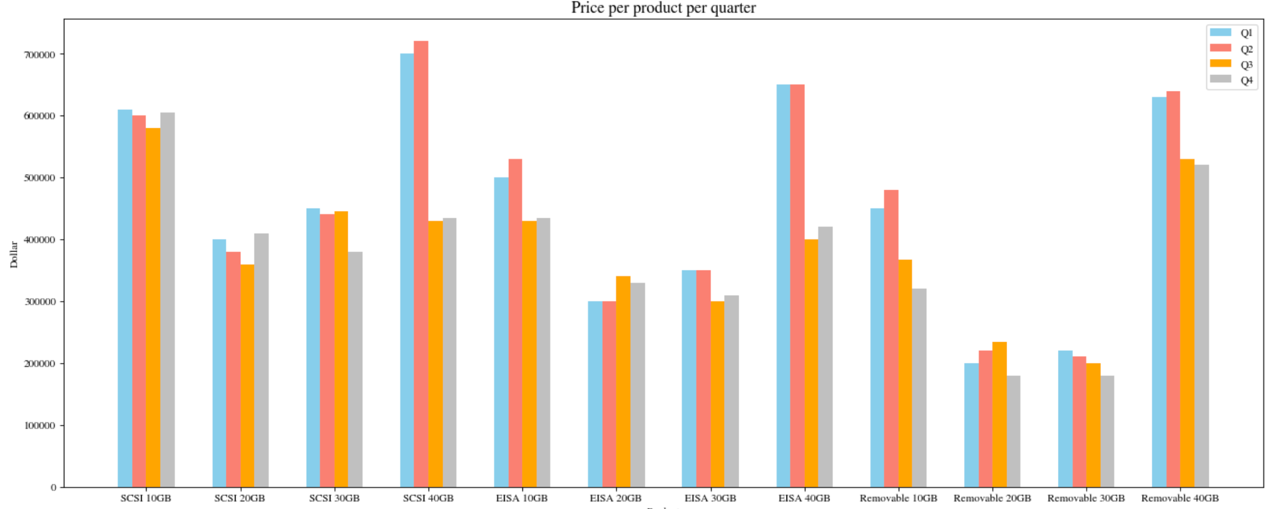 Price per product per quarter
Q1
Q2
Q3
Q4
700000
600000
500000
400000
300000
200000
100000
0
Dollar
SCSI 10GB SCSI 20GB SCSI 30GB SCSI 40GB EISA 10GB EISA 20GB EISA 30GB EISA 40GB Removable 10GB Removable 20GB Removable 30GB Removable 40GB